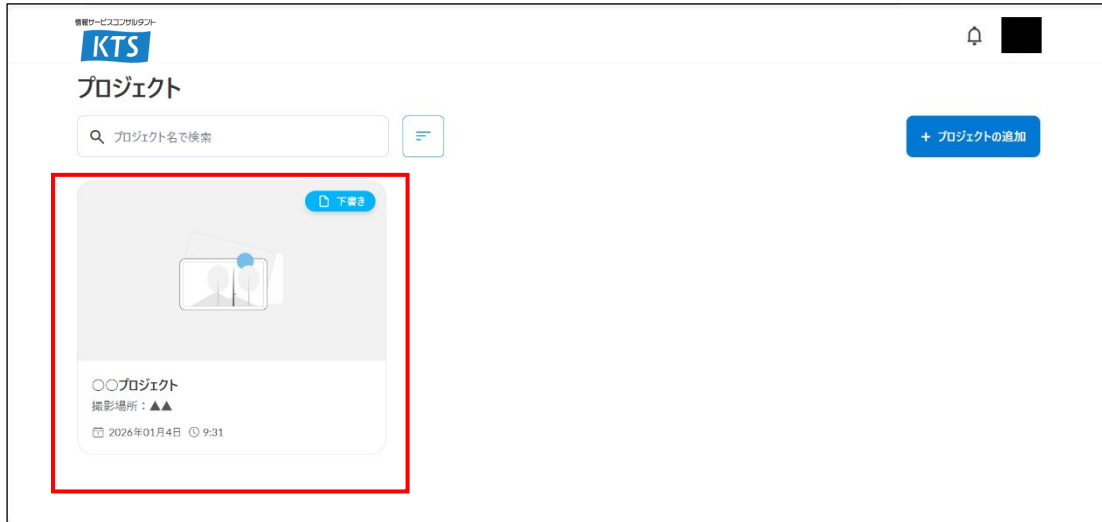 情報サービスコンサルタント
KTS
プロジェクト
プロジェクト名で検索
+ プロジェクトの追加
下書き
○○プロジェクト
撮影場所：▲▲
2026年01月4日 9:31